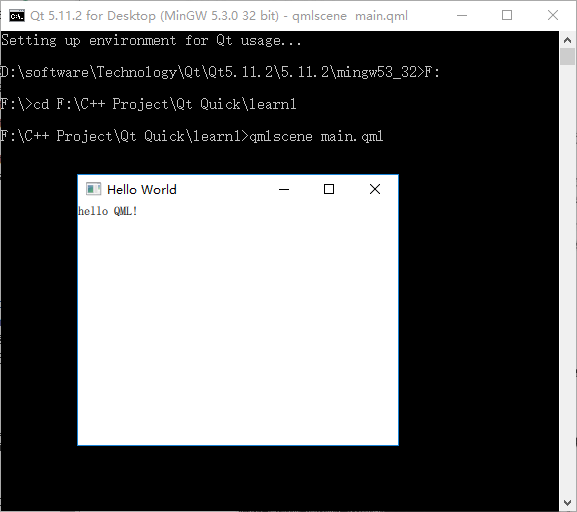 Qt 5.11.2 for Desktop (MinGW 5.3.0 32 bit) - qmlscene  main.qml
Setting up environment for Qt usage...
D:\software\Technology\Qt\Qt5.11.2\5.11.2\mingw53_32>F:
F:\>cd F:\C++ Project\Qt Quick\learn1
F:\C++ Project\Qt Quick\learn1>qmlscene main.qml
Hello World
hello QML!